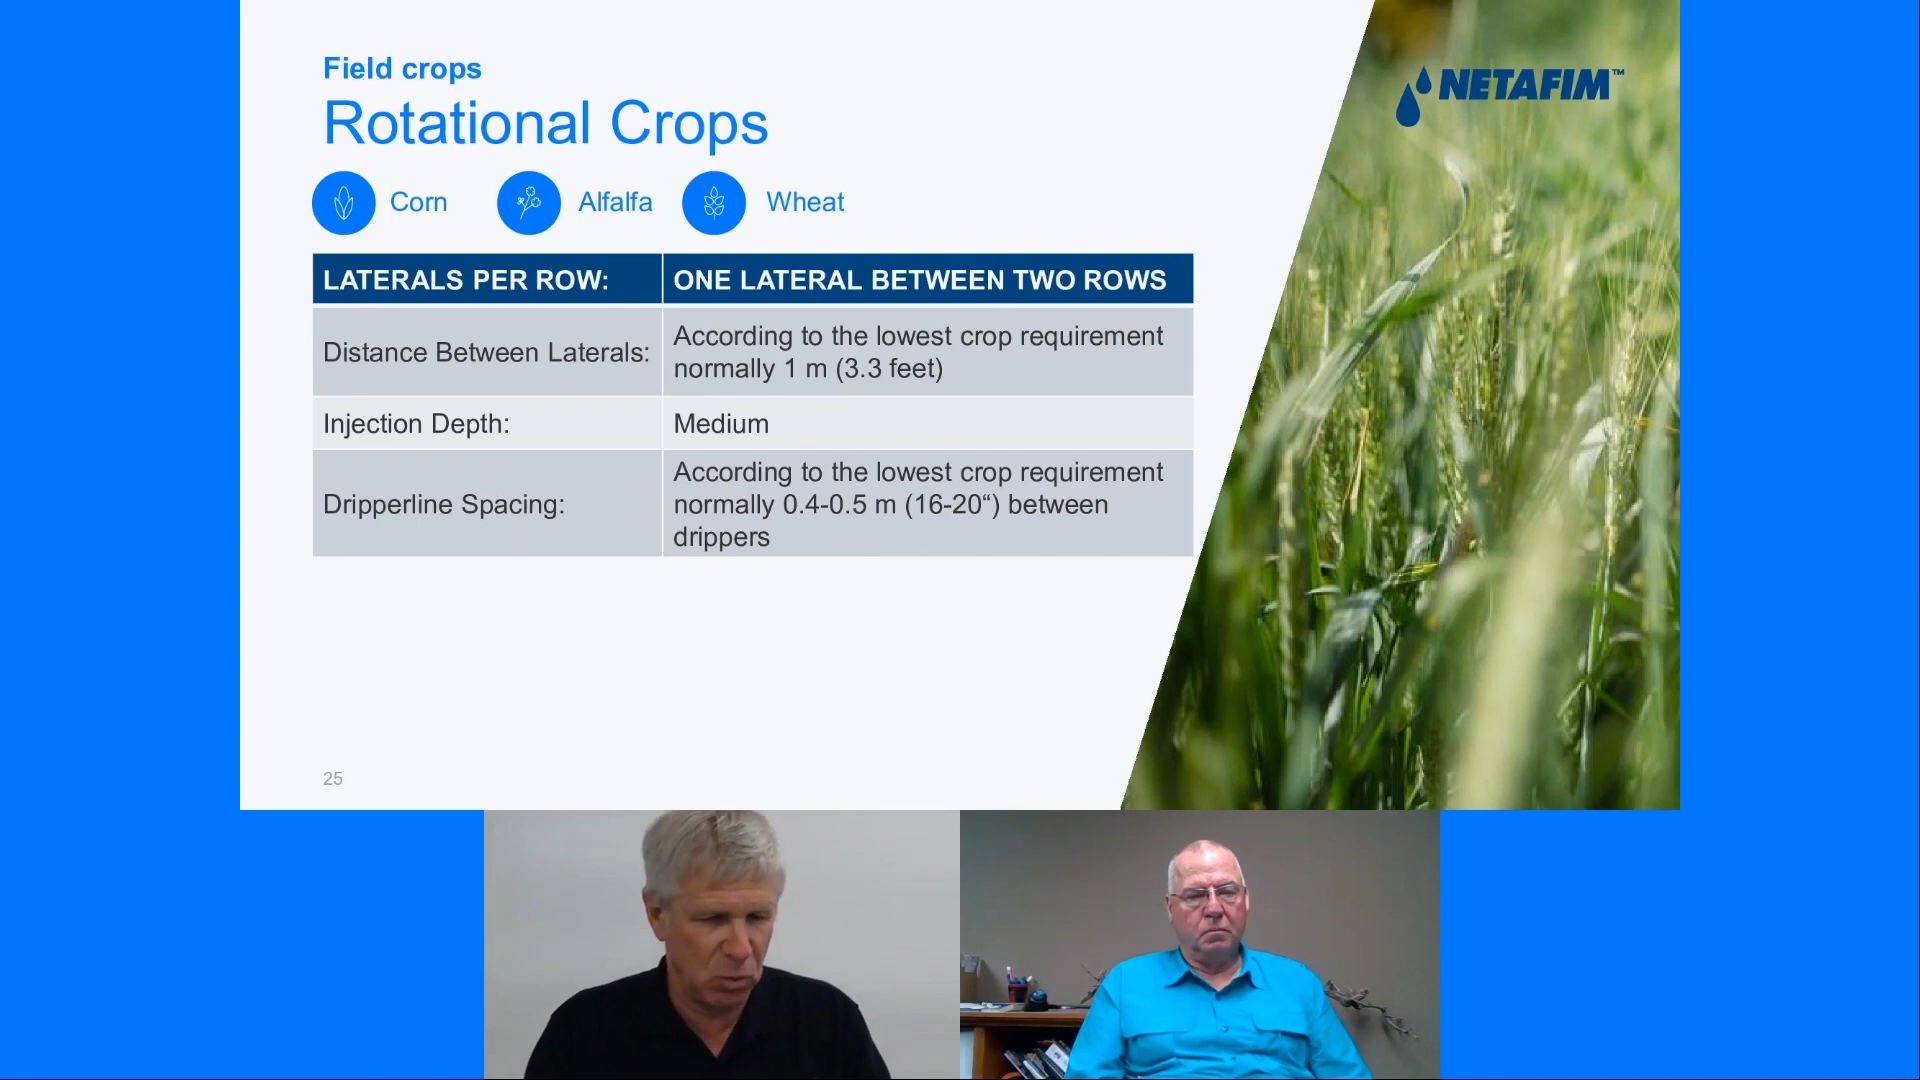 Field crops
NETAFIM™
Rotational Crops
Corn
Alfalfa
Wheat
LATERALS PER ROW:
ONE LATERAL BETWEEN TWO ROWS
Distance Between Laterals:
According to the lowest crop requirement
normally 1 m (3.3 feet)
Injection Depth:
Medium
Dripperline Spacing:
According to the lowest crop requirement
normally 0.4-0.5 m (16-20“) between
drippers
25